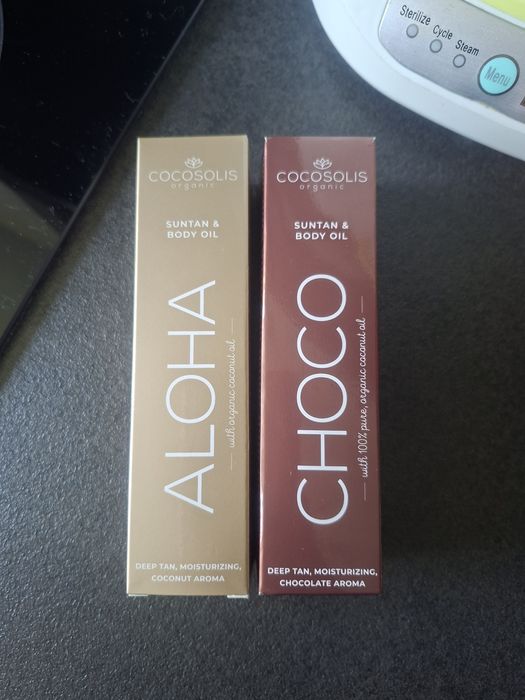 Sterilize Cycle Steam
Menu
COCOSOLIS
organic
SUNTAN &
BODY OIL
ALOHA
with organic coconut oil
DEEP TAN, MOISTURIZING,
COCONUT AROMA
COCOSOLIS
organic
SUNTAN &
BODY OIL
CHOCO
with 100% pure, organic coconut oil
DEEP TAN, MOISTURIZING,
CHOCOLATE AROMA